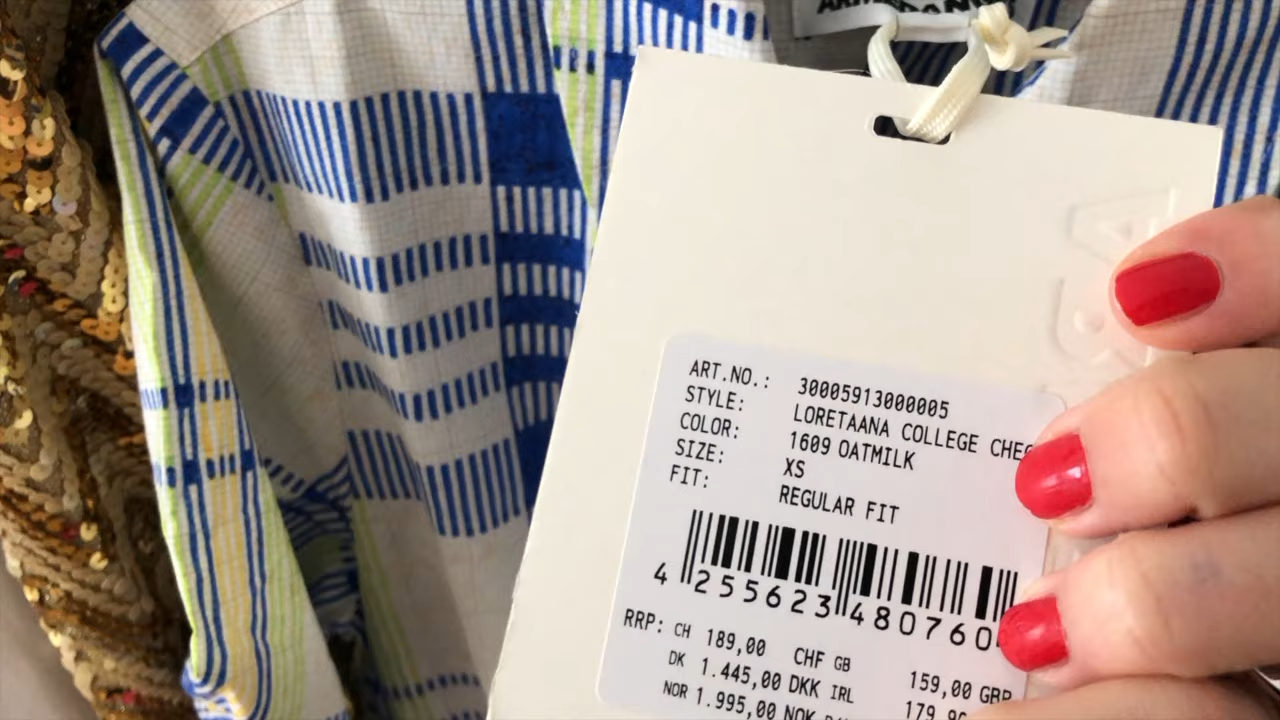 ART.NO.: 30005913000005
STYLE: LORETAANA COLLEGE CHEC
COLOR: 1609 OATMILK
SIZE: XS
FIT: REGULAR FIT
4 255623 480760
RRP: CH 189,00 CHF GB 159,00 GBP
DK 1.445,00 DKK IRL 179,90
NOR 1.995,00 NOK